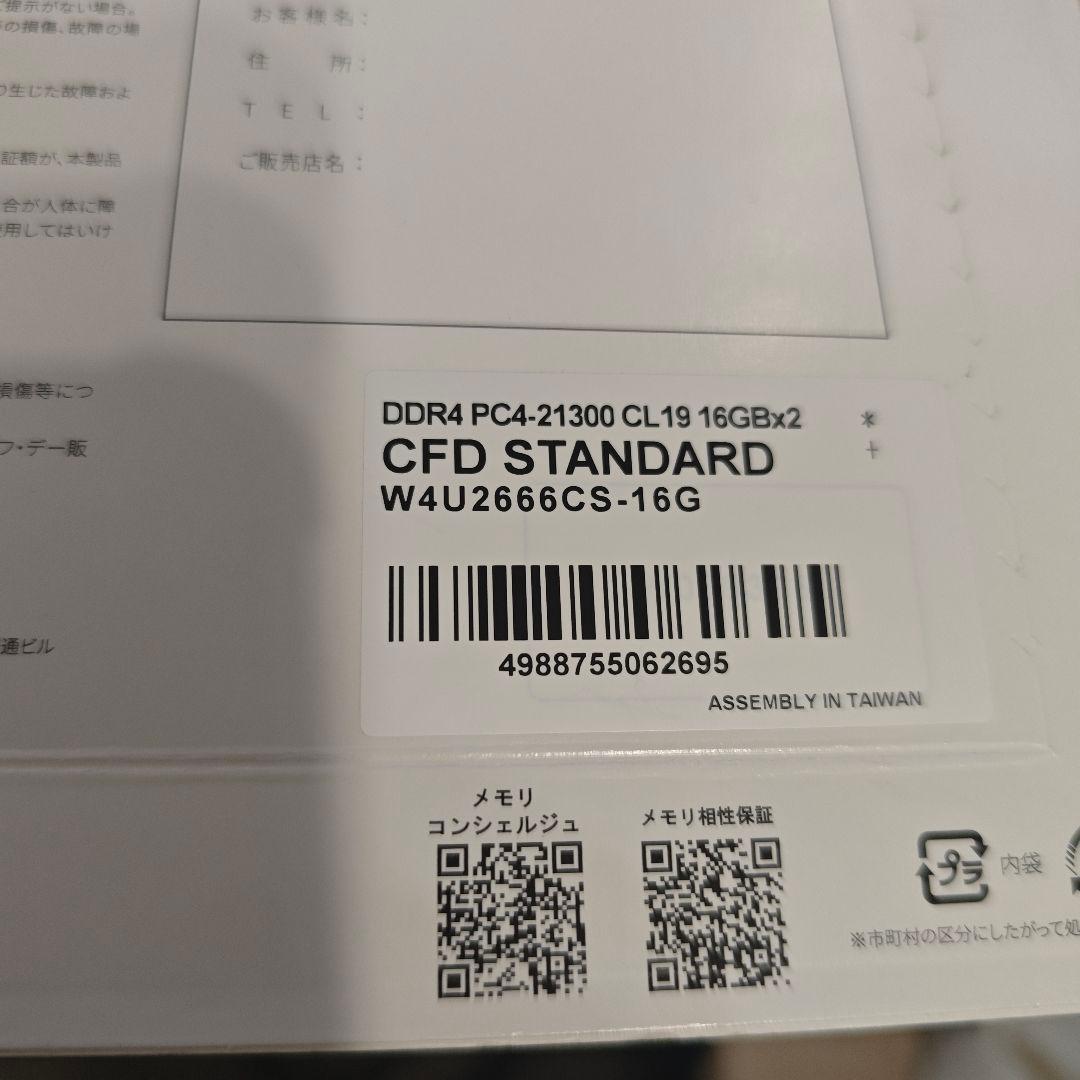 ご提示がない場合。
の損傷、故障の場
生じた故障およ
証額が、本製品
合が人体に障
使用してはいけ
お客様名:
住 所:
T E L :
ご販売店名:
損傷等につ
フ・デー販
通ビル
DDR4 PC4-21300 CL19 16GBx2 *
CFD STANDARD +
W4U2666CS-16G
4988755062695
ASSEMBLY IN TAIWAN
メモリ
コンシェルジュ
メモリ相性保証
プラ 内袋
※市町村の区分にしたがって処